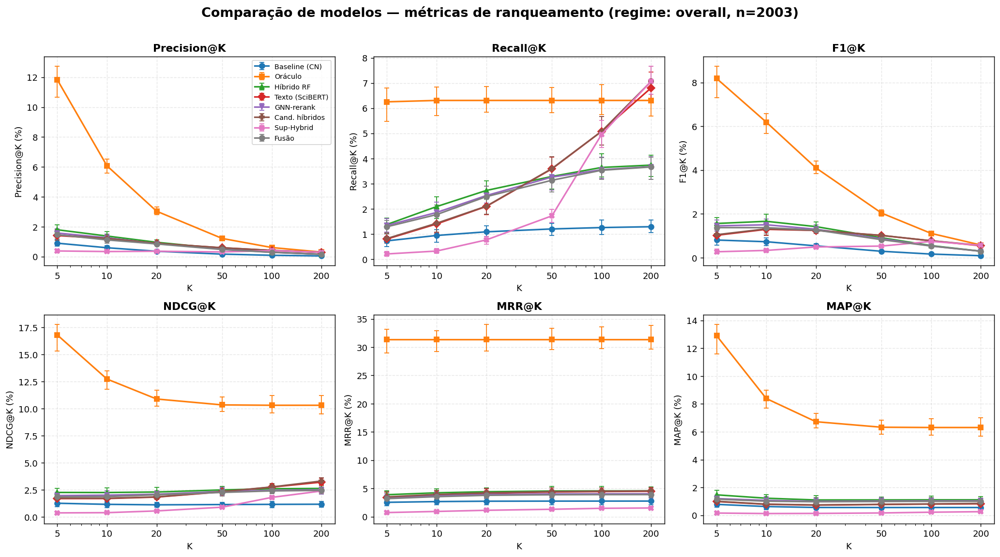 Comparação de modelos — métricas de ranqueamento (regime: overall, n=2003)
Precision@K
Precision@K (%)
12
10
8
6
4
2
0
5 10 20 50 100 200
K
Baseline (CN)
Oráculo
Híbrido RF
Texto (SciBERT)
GNN-rerank
Cand. híbridos
Sup-Hybrid
Fusão
Recall@K
Recall@K (%)
8
7
6
5
4
3
2
1
0
5 10 20 50 100 200
K
F1@K
F1@K (%)
8
6
4
2
0
5 10 20 50 100 200
K
NDCG@K
NDCG@K (%)
17.5
15.0
12.5
10.0
7.5
5.0
2.5
0.0
5 10 20 50 100 200
K
MRR@K
MRR@K (%)
35
30
25
20
15
10
5
0
5 10 20 50 100 200
K
MAP@K
MAP@K (%)
14
12
10
8
6
4
2
0
5 10 20 50 100 200
K